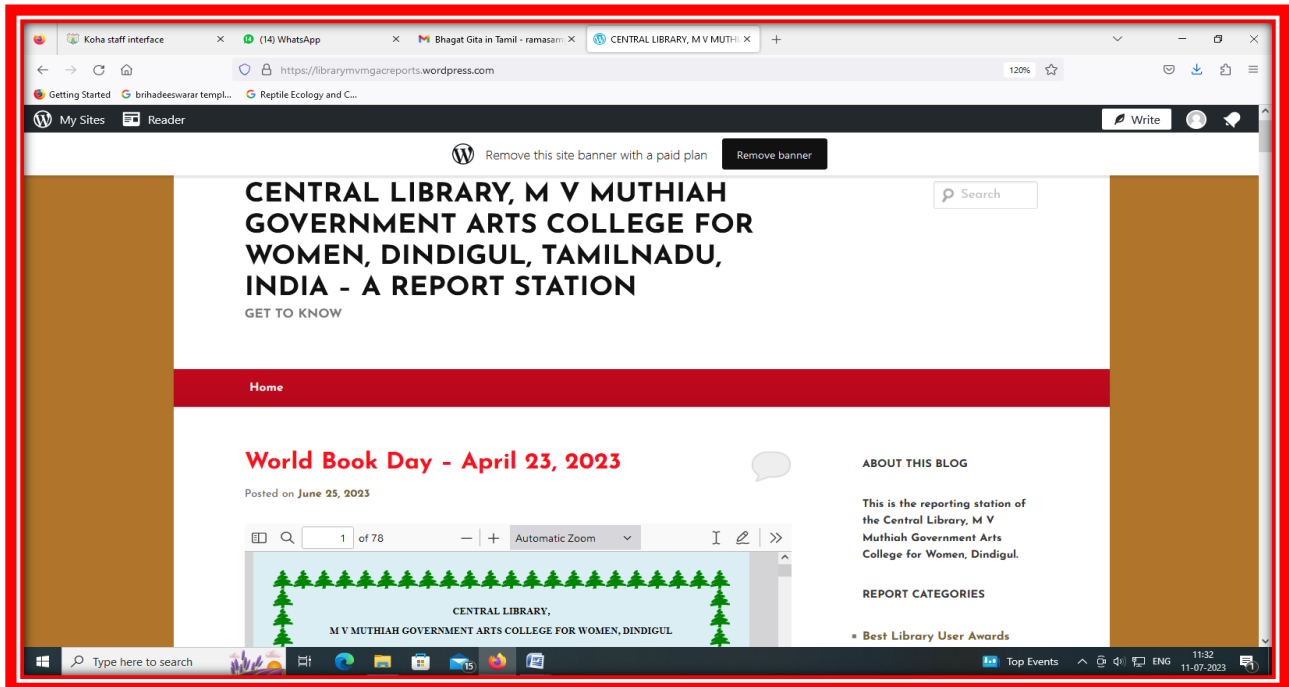 Koha staff interface
(14) WhatsApp
Bhagat Gita in Tamil - ramasam
CENTRAL LIBRARY, M V MUTHI
https://librarymvmgacreports.wordpress.com
120%
Getting Started
brihadeeswarar templ...
Reptile Ecology and C...
My Sites
Reader
Write
Remove this site banner with a paid plan
Remove banner
CENTRAL LIBRARY, M V MUTHIAH
GOVERNMENT ARTS COLLEGE FOR
WOMEN, DINDIGUL, TAMILNADU,
INDIA – A REPORT STATION
GET TO KNOW
Search
Home
World Book Day – April 23, 2023
Posted on June 25, 2023
1 of 78
Automatic Zoom
CENTRAL LIBRARY,
M V MUTHIAH GOVERNMENT ARTS COLLEGE FOR WOMEN, DINDIGUL
ABOUT THIS BLOG
This is the reporting station of
the Central Library, M V
Muthiah Government Arts
College for Women, Dindigul.
REPORT CATEGORIES
Best Library User Awards
Type here to search
15
Top Events
ENG
11:32
11-07-2023
1